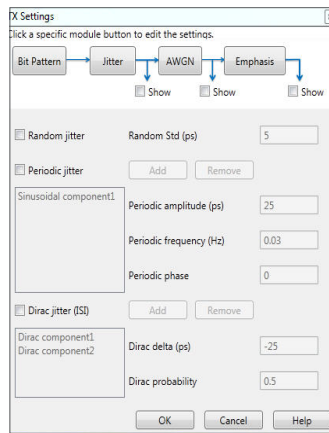 TX Settings
Click a specific module button to edit the settings.
Bit Pattern Jitter AWGN Emphasis
Show Show Show
Random jitter Random Std (ps) 5
Periodic jitter Add Remove
Sinusoidal component1
Periodic amplitude (ps) 25
Periodic frequency (Hz) 0.03
Periodic phase 0
Dirac jitter (ISI) Add Remove
Dirac component1
Dirac component2
Dirac delta (ps) -25
Dirac probability 0.5
OK Cancel Help